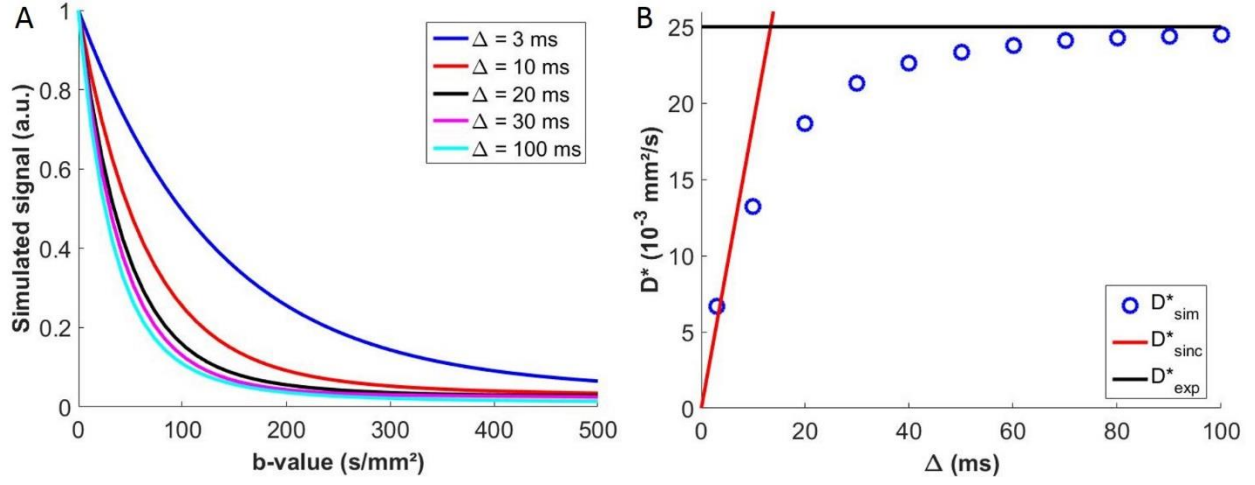 A
Simulated signal (a.u.)
1
0.8
0.6
0.4
0.2
0
0
100
200
300
400
500
b-value (s/mm²)
Δ = 3 ms
Δ = 10 ms
Δ = 20 ms
Δ = 30 ms
Δ = 100 ms
B
D* (10⁻³ mm²/s)
25
20
15
10
5
0
0
20
40
60
80
100
Δ (ms)
D*sim
D*sinc
D*exp